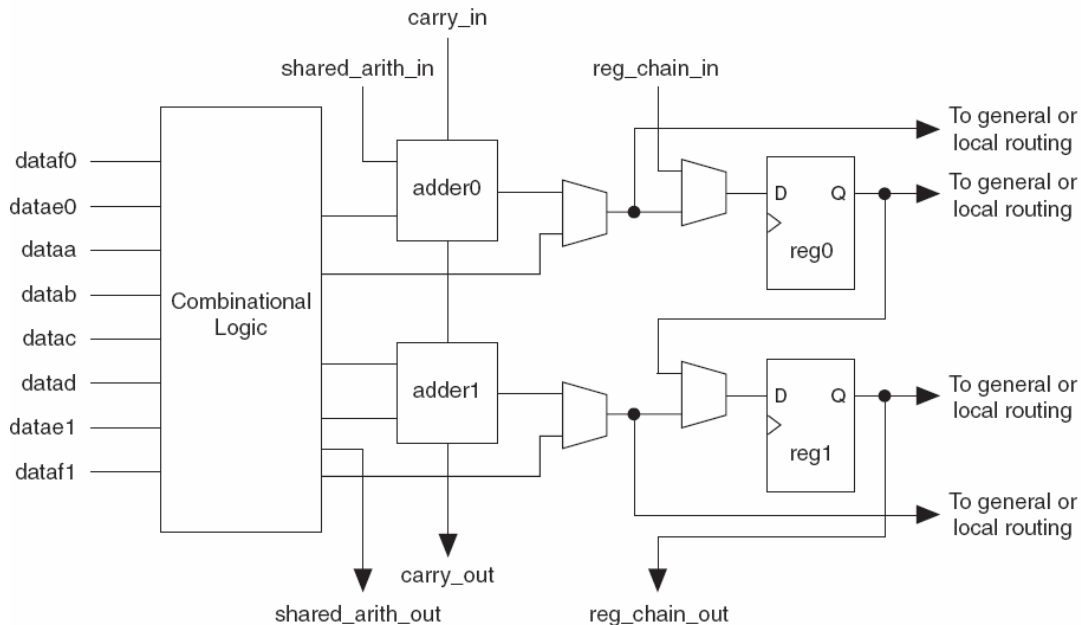 carry_in
shared_arith_in
reg_chain_in
To general or
local routing
dataf0
datae0
dataa
datab
datac
datad
datae1
dataf1
Combinational
Logic
adder0
D Q
reg0
To general or
local routing
adder1
D Q
reg1
To general or
local routing
To general or
local routing
carry_out
shared_arith_out
reg_chain_out